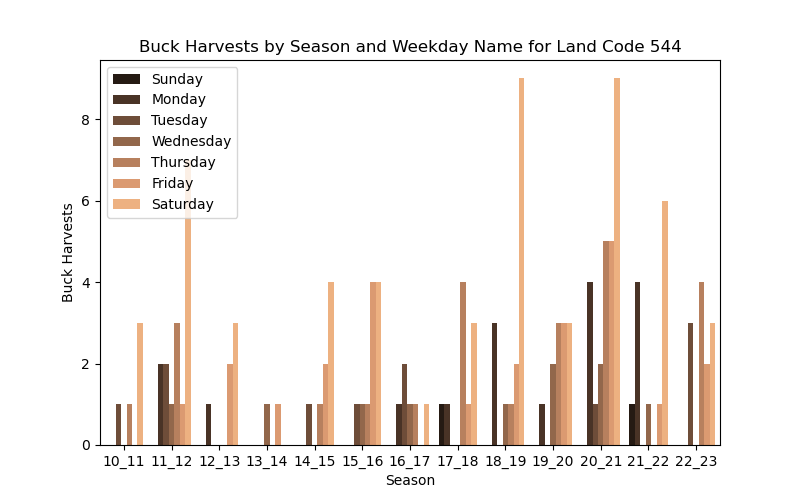 Buck Harvests by Season and Weekday Name for Land Code 544
Sunday
Monday
Tuesday
Wednesday
Thursday
Friday
Saturday
8
6
4
2
0
Buck Harvests
10_11 11_12 12_13 13_14 14_15 15_16 16_17 17_18 18_19 19_20 20_21 21_22 22_23
Season